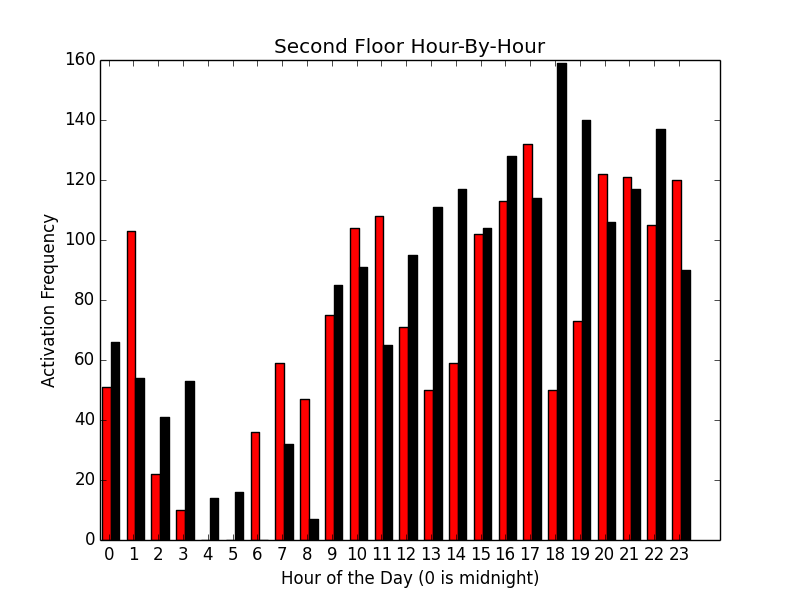 Second Floor Hour-By-Hour
160
140
120
100
80
60
40
20
0
Activation Frequency
0 1 2 3 4 5 6 7 8 9 10 11 12 13 14 15 16 17 18 19 20 21 22 23
Hour of the Day (0 is midnight)